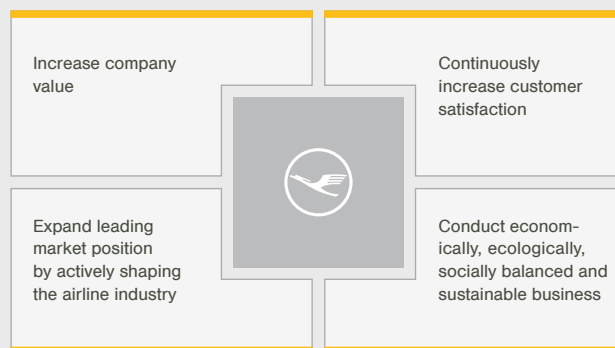 Increase company
value
Continuously
increase customer
satisfaction
Expand leading
market position
by actively shaping
the airline industry
Conduct econom-
ically, ecologically,
socially balanced and
sustainable business